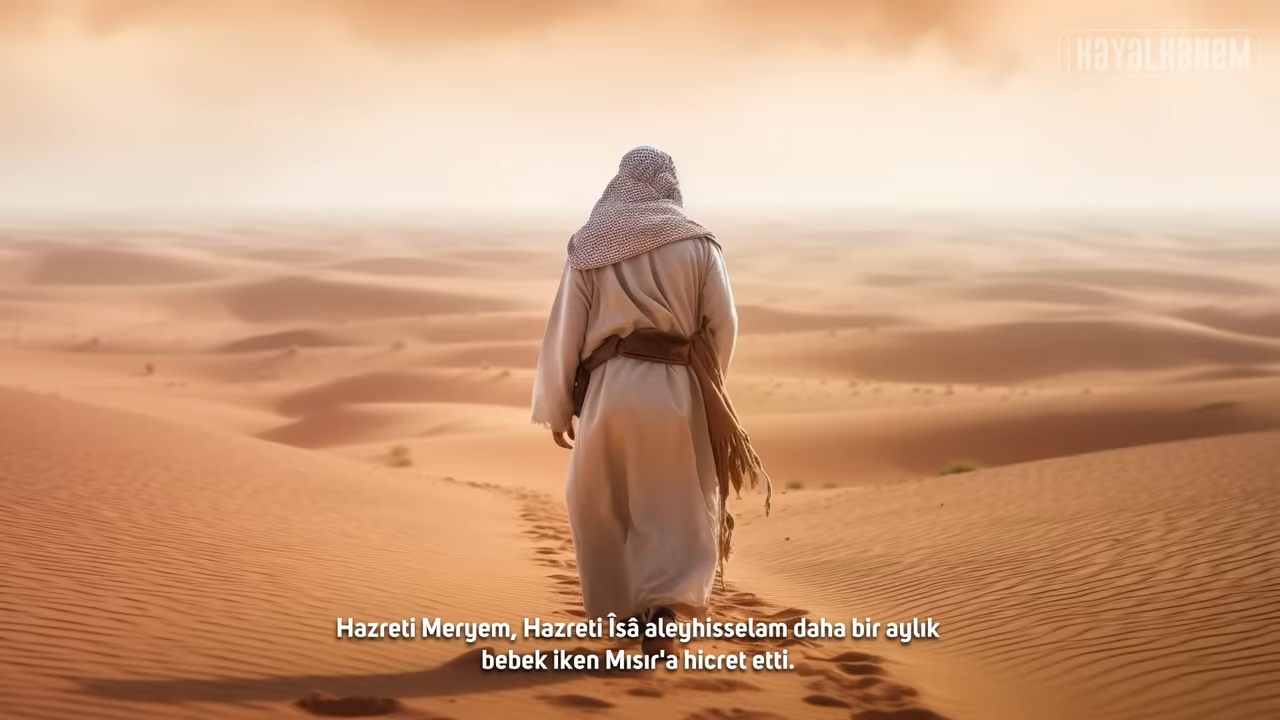 HAYALHANEM
Hazreti Meryem, Hazreti Îsâ aleyhisselam daha bir aylık
bebek iken Mısır'a hicret etti.